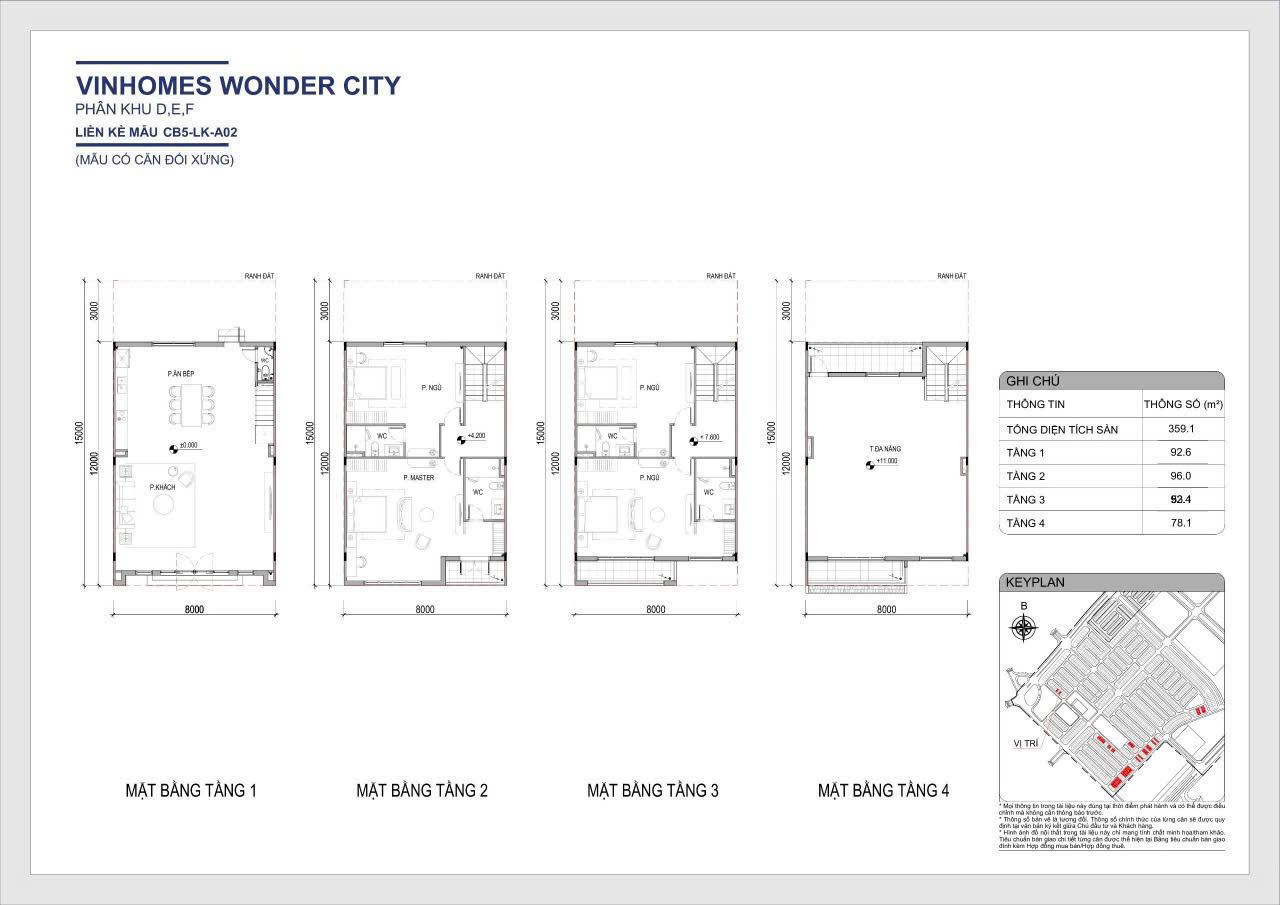 VINHOMES WONDER CITY
PHÂN KHU D,E,F
LIỀN KỀ MẪU CB5-LK-A02
(MẪU CÓ CĂN ĐỐI XỨNG)
RANH ĐẤT
3000
15000
12000
P.ĂN BẾP
WC
±0.000
P.KHÁCH
8000
RANH ĐẤT
3000
15000
12000
P. NGỦ
WC
+4.200
P. MASTER
WC
8000
RANH ĐẤT
3000
15000
12000
P. NGỦ
WC
+7.600
P. NGỦ
WC
8000
RANH ĐẤT
3000
15000
12000
T.ĐA NĂNG
+11.000
8000
MẶT BẰNG TẦNG 1
MẶT BẰNG TẦNG 2
MẶT BẰNG TẦNG 3
MẶT BẰNG TẦNG 4
GHI CHÚ
THÔNG TIN THÔNG SỐ (m²)
TỔNG DIỆN TÍCH SÀN 359.1
TẦNG 1 92.6
TẦNG 2 96.0
TẦNG 3
TẦNG 4 78.1
KEYPLAN
B
VỊ TRÍ
* Mọi thông tin trong tài liệu này đúng tại thời điểm phát hành và có thể được điều
chỉnh mà không cần thông báo trước.
* Thông số bản vẽ là tương đối. Thông số chính thức của từng căn sẽ được quy
định tại văn bản ký kết giữa Chủ đầu tư và Khách hàng.
* Hình ảnh đồ nội thất trong tài liệu này chỉ mang tính chất minh họa/tham khảo.
Tiêu chuẩn bàn giao chi tiết từng căn được thể hiện tại Bảng tiêu chuẩn bàn giao
đính kèm Hợp đồng mua bán/Hợp đồng thuê.